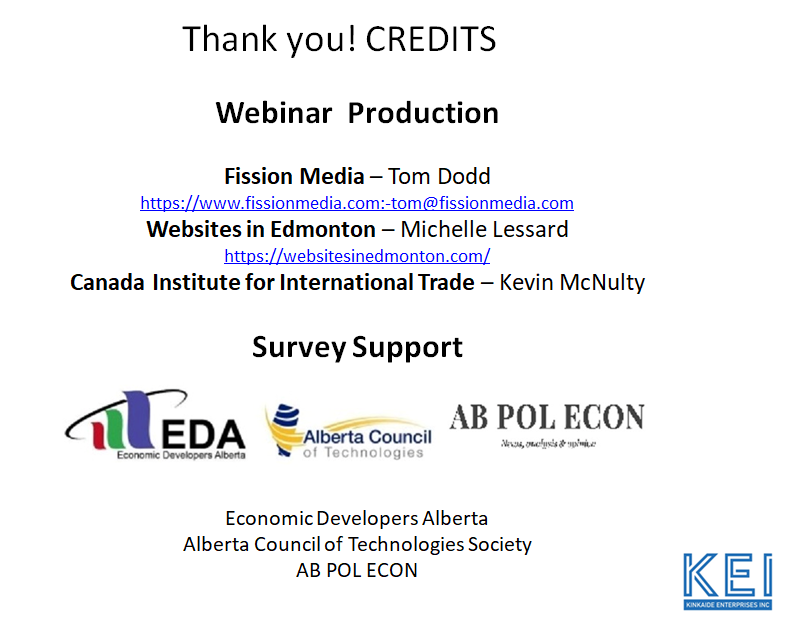 Thank you! CREDITS
Webinar Production
Fission Media – Tom Dodd
https://www.fissionmedia.com:-tom@fissionmedia.com
Websites in Edmonton – Michelle Lessard
https://websitesinedmonton.com/
Canada Institute for International Trade – Kevin McNulty
Survey Support
EDA
Economic Developers Alberta
Alberta Council
of Technologies
AB POL ECON
News, analysis & opinion
Economic Developers Alberta
Alberta Council of Technologies Society
AB POL ECON
KEI
KINKAIDE ENTERPRISES INC